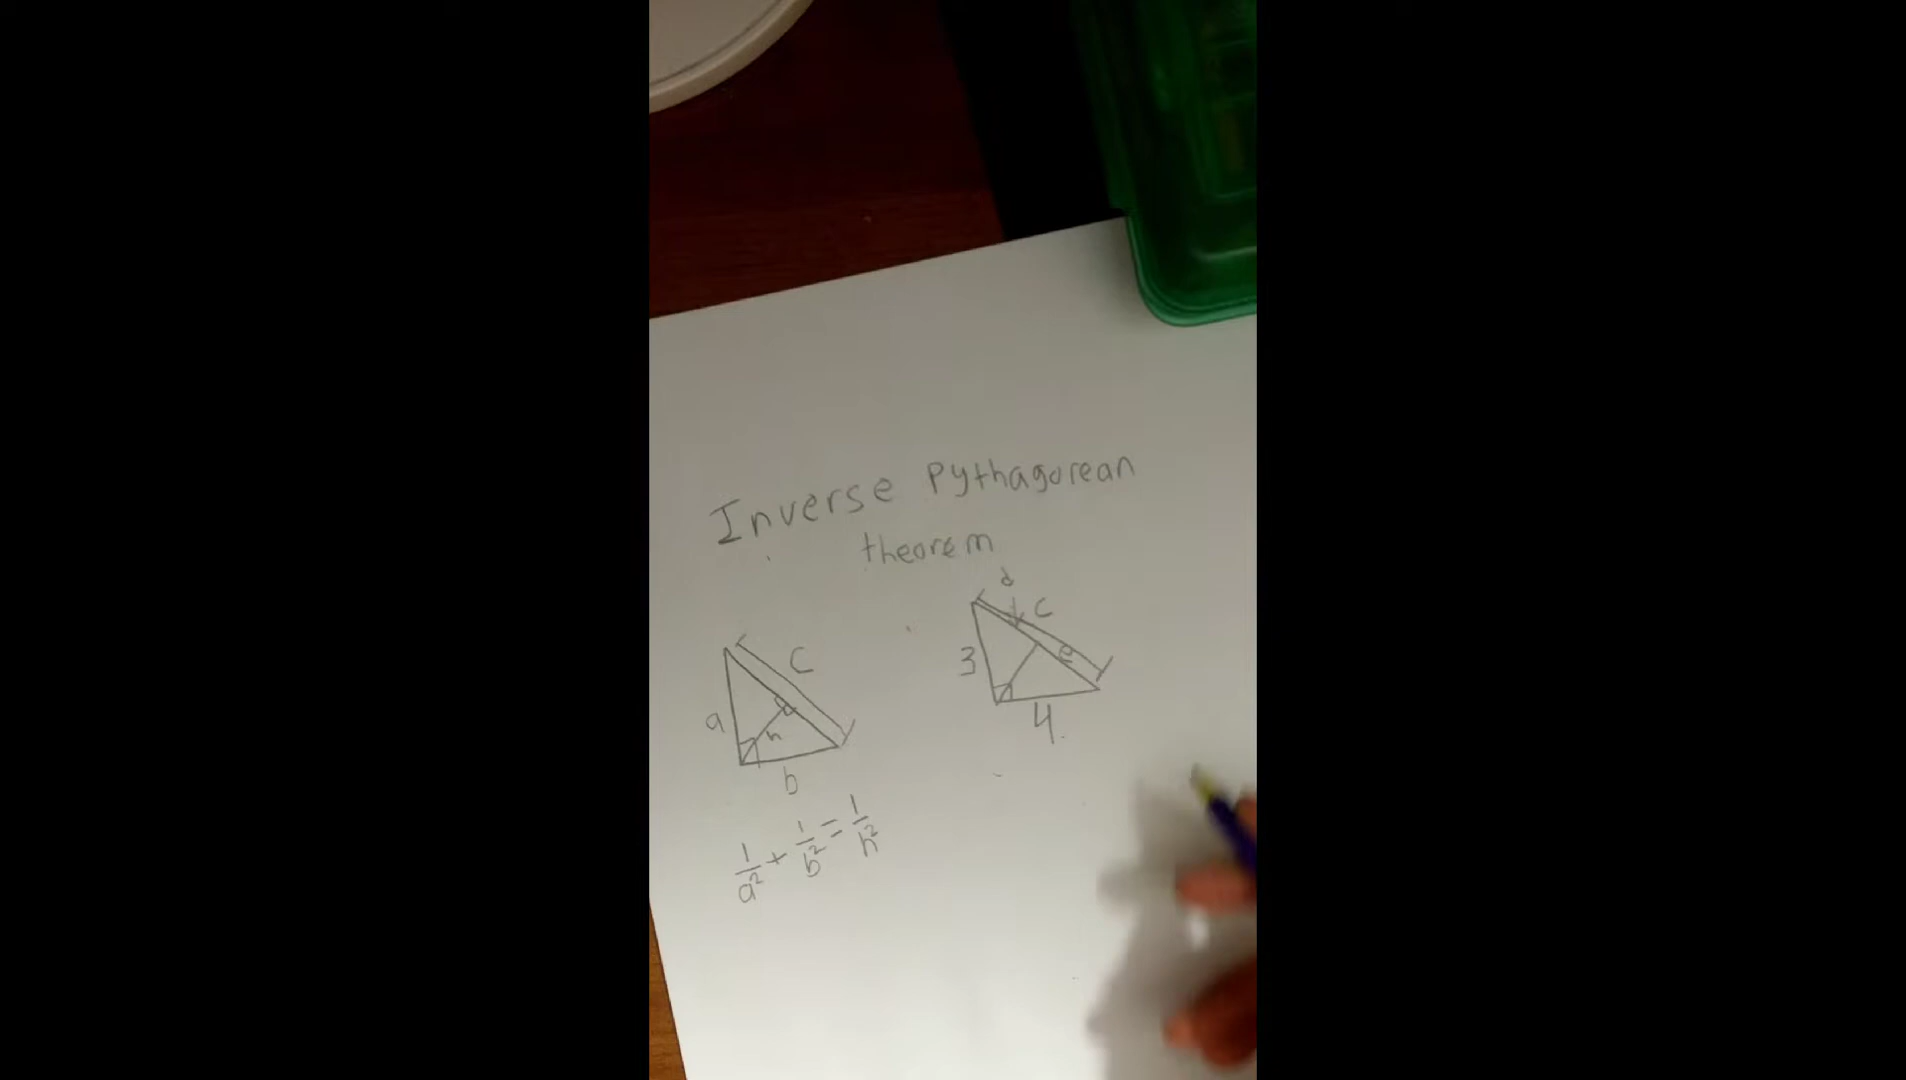 Inverse Pythagorean
theorem
d
c
c
3
e
a
h
4
b
1/a² + 1/b² = 1/h²